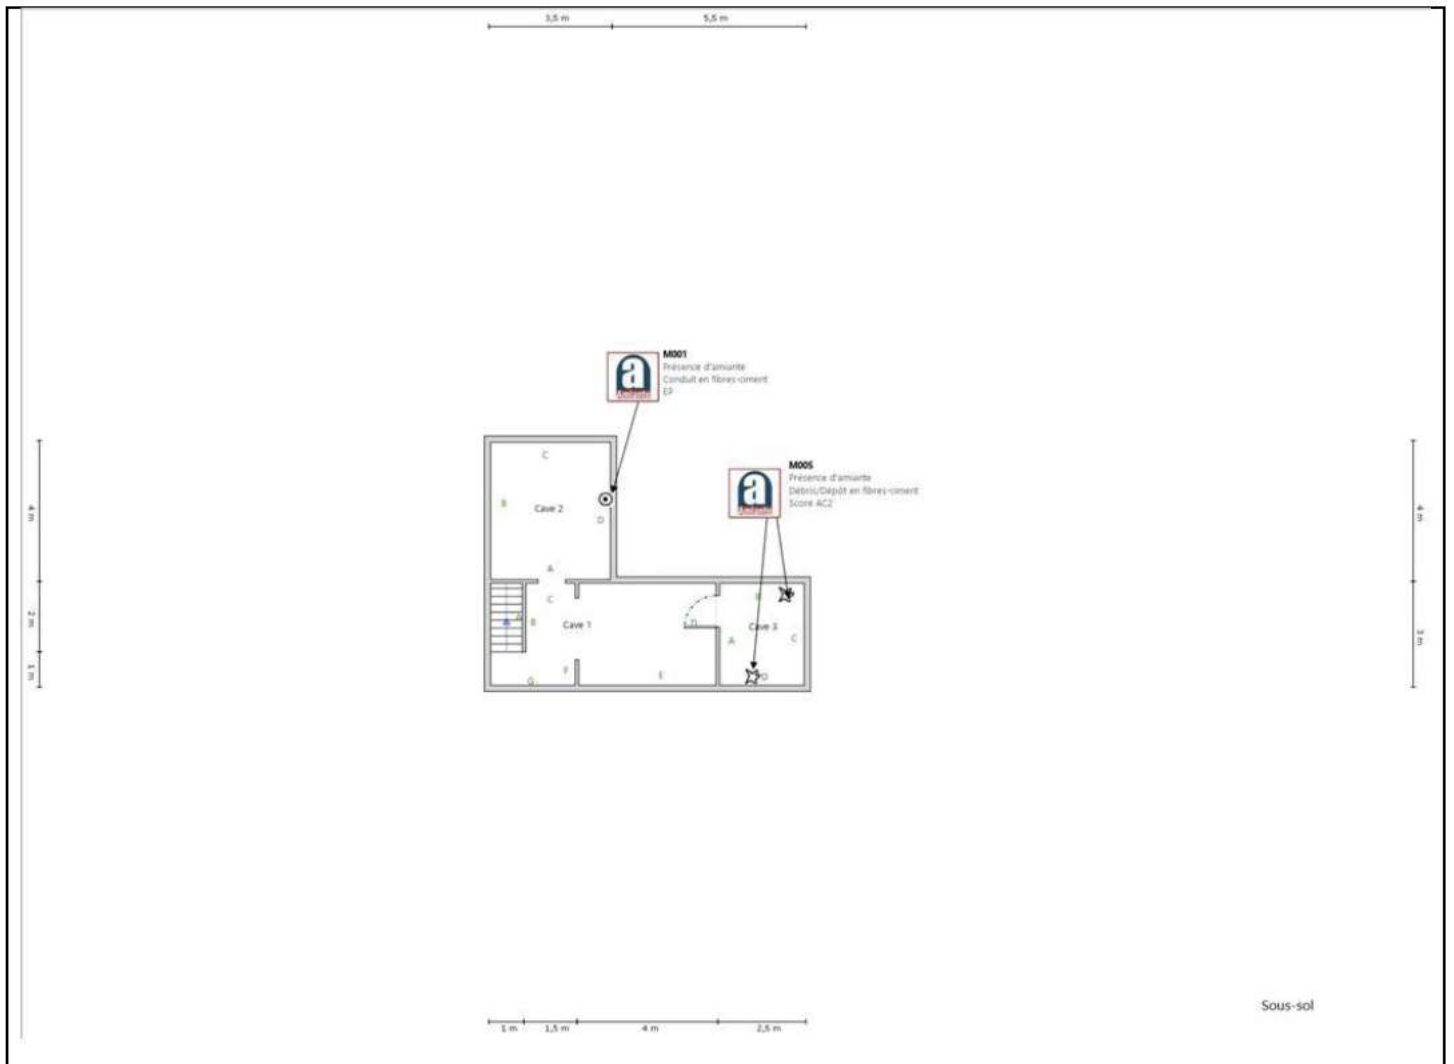 3,5 m 5,5 m
M001
Présence d'amiante
Conduit en fibres-ciment
EP
a
M005
Présence d'amiante
Débris/Dépôt en fibres-ciment
Score AC2
a
C
B
Cave 2
D
A
4 m
4 m
C
B
A
Cave 1
D
B
Cave 3
A
C
2 m
3 m
F
E
G
D
1 m
Sous-sol
1 m 1,5 m 4 m 2,5 m